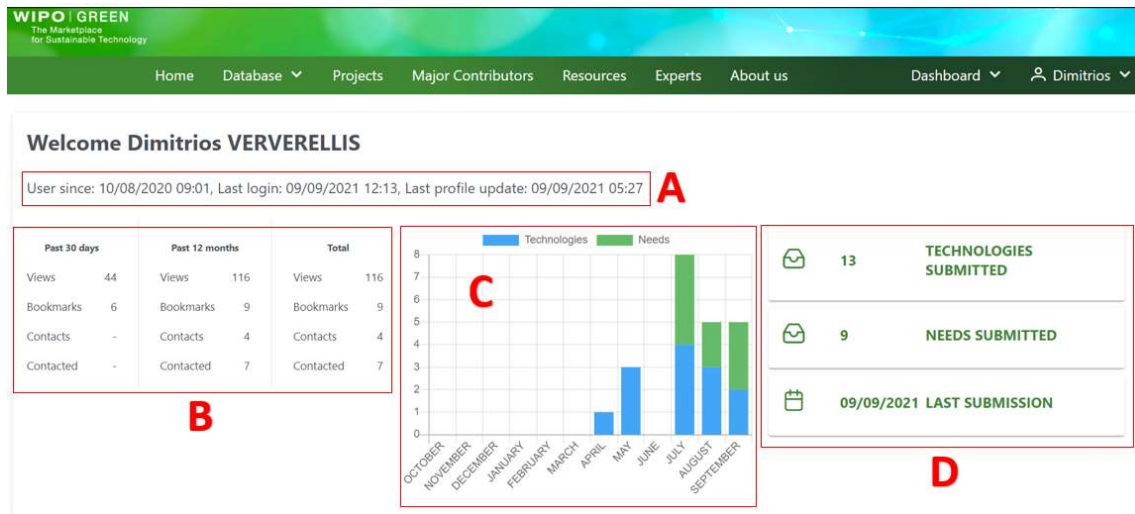 WIPO | GREEN
The Marketplace
for Sustainable Technology
Home Database Projects Major Contributors Resources Experts About us Dashboard Dimitrios
Welcome Dimitrios VERVERELLIS
User since: 10/08/2020 09:01, Last login: 09/09/2021 12:13, Last profile update: 09/09/2021 05:27
A
Past 30 days
Views 44
Bookmarks 6
Contacts -
Contacted -
Past 12 months
Views 116
Bookmarks 9
Contacts 4
Contacted 7
Total
Views 116
Bookmarks 9
Contacts 4
Contacted 7
B
Technologies Needs
8
7
6
5
4
3
2
1
0
OCTOBER
NOVEMBER
DECEMBER
JANUARY
FEBRUARY
MARCH
APRIL
MAY
JUNE
JULY
AUGUST
SEPTEMBER
C
13 TECHNOLOGIES
SUBMITTED
9 NEEDS SUBMITTED
09/09/2021 LAST SUBMISSION
D